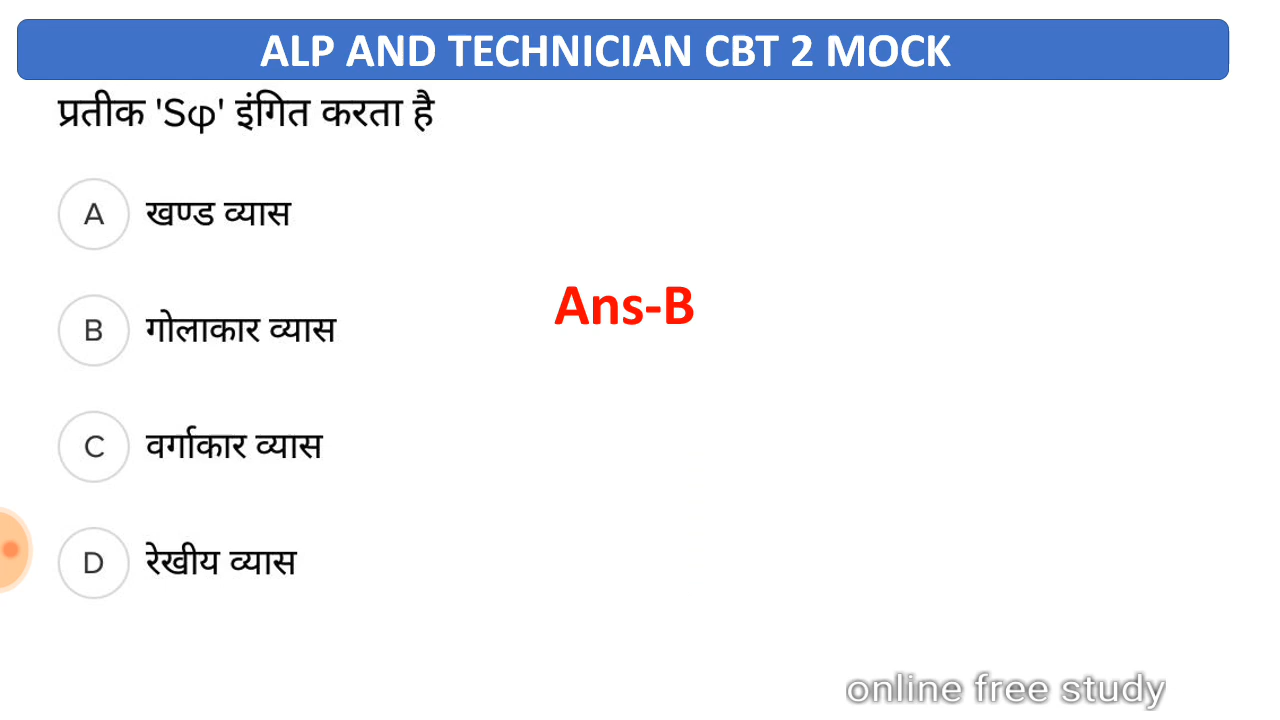 ALP AND TECHNICIAN CBT 2 MOCK
प्रतीक 'Sφ' इंगित करता है
A खण्ड व्यास
Ans-B
B गोलाकार व्यास
C वर्गाकार व्यास
D रेखीय व्यास
online free study